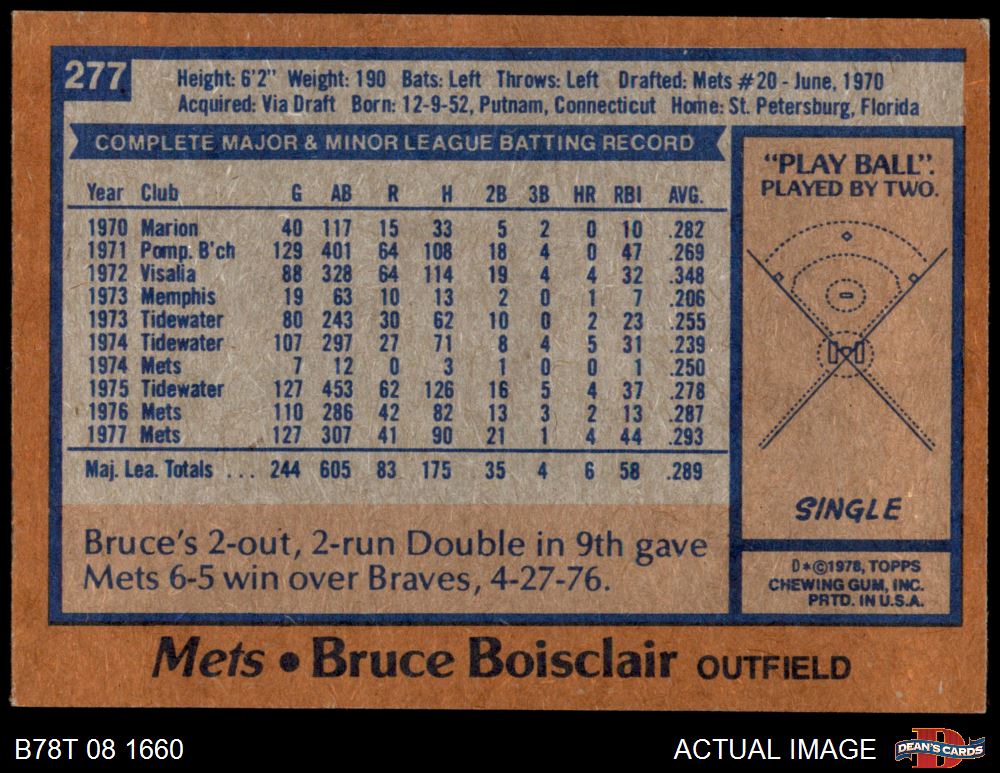 277
Height: 6'2" Weight: 190 Bats: Left Throws: Left Drafted: Mets #20 - June, 1970
Acquired: Via Draft Born: 12-9-52, Putnam, Connecticut Home: St. Petersburg, Florida
COMPLETE MAJOR & MINOR LEAGUE BATTING RECORD
Year Club G AB R H 2B 3B HR RBI AVG.
1970 Marion 40 117 15 33 5 2 0 10 .282
1971 Pomp. B'ch 129 401 64 108 18 4 0 47 .269
1972 Visalia 88 328 64 114 19 4 4 32 .348
1973 Memphis 19 63 10 13 2 0 1 7 .206
1973 Tidewater 80 243 30 62 10 0 2 23 .255
1974 Tidewater 107 297 27 71 8 4 5 31 .239
1974 Mets 7 12 0 3 1 0 0 1 .250
1975 Tidewater 127 453 62 126 16 5 4 37 .278
1976 Mets 110 286 42 82 13 3 2 13 .287
1977 Mets 127 307 41 90 21 1 4 44 .293
Maj. Lea. Totals ... 244 605 83 175 35 4 6 58 .289
Bruce's 2-out, 2-run Double in 9th gave
Mets 6-5 win over Braves, 4-27-76.
"PLAY BALL".
PLAYED BY TWO.
SINGLE
D*©1978, TOPPS
CHEWING GUM, INC.
PRTD. IN U.S.A.
Mets • Bruce Boisclair OUTFIELD
B78T 08 1660
ACTUAL IMAGE
D
DEAN'S CARDS